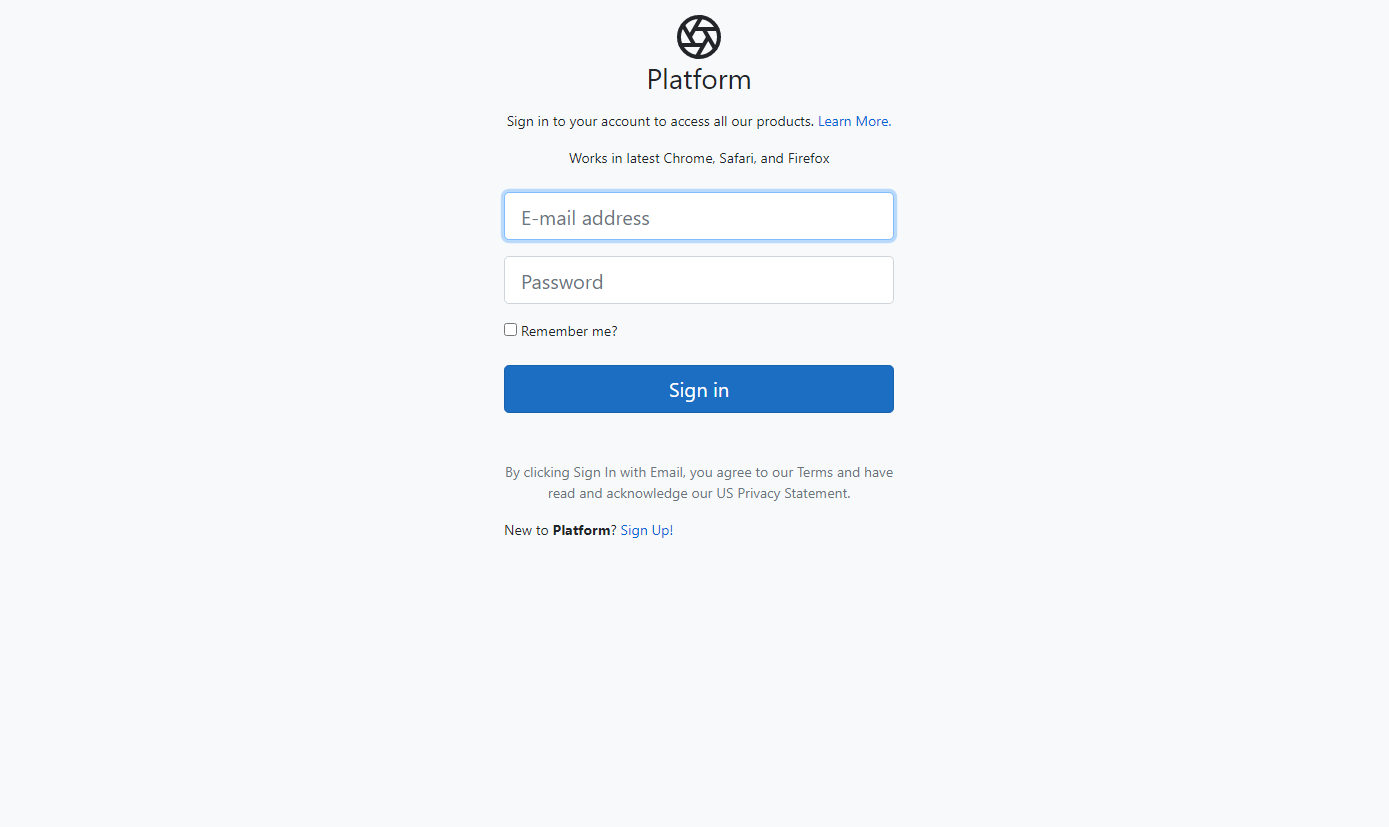 Platform
Sign in to your account to access all our products. Learn More.
Works in latest Chrome, Safari, and Firefox
E-mail address
Password
Remember me?
Sign in
By clicking Sign In with Email, you agree to our Terms and have
read and acknowledge our US Privacy Statement.
New to Platform? Sign Up!